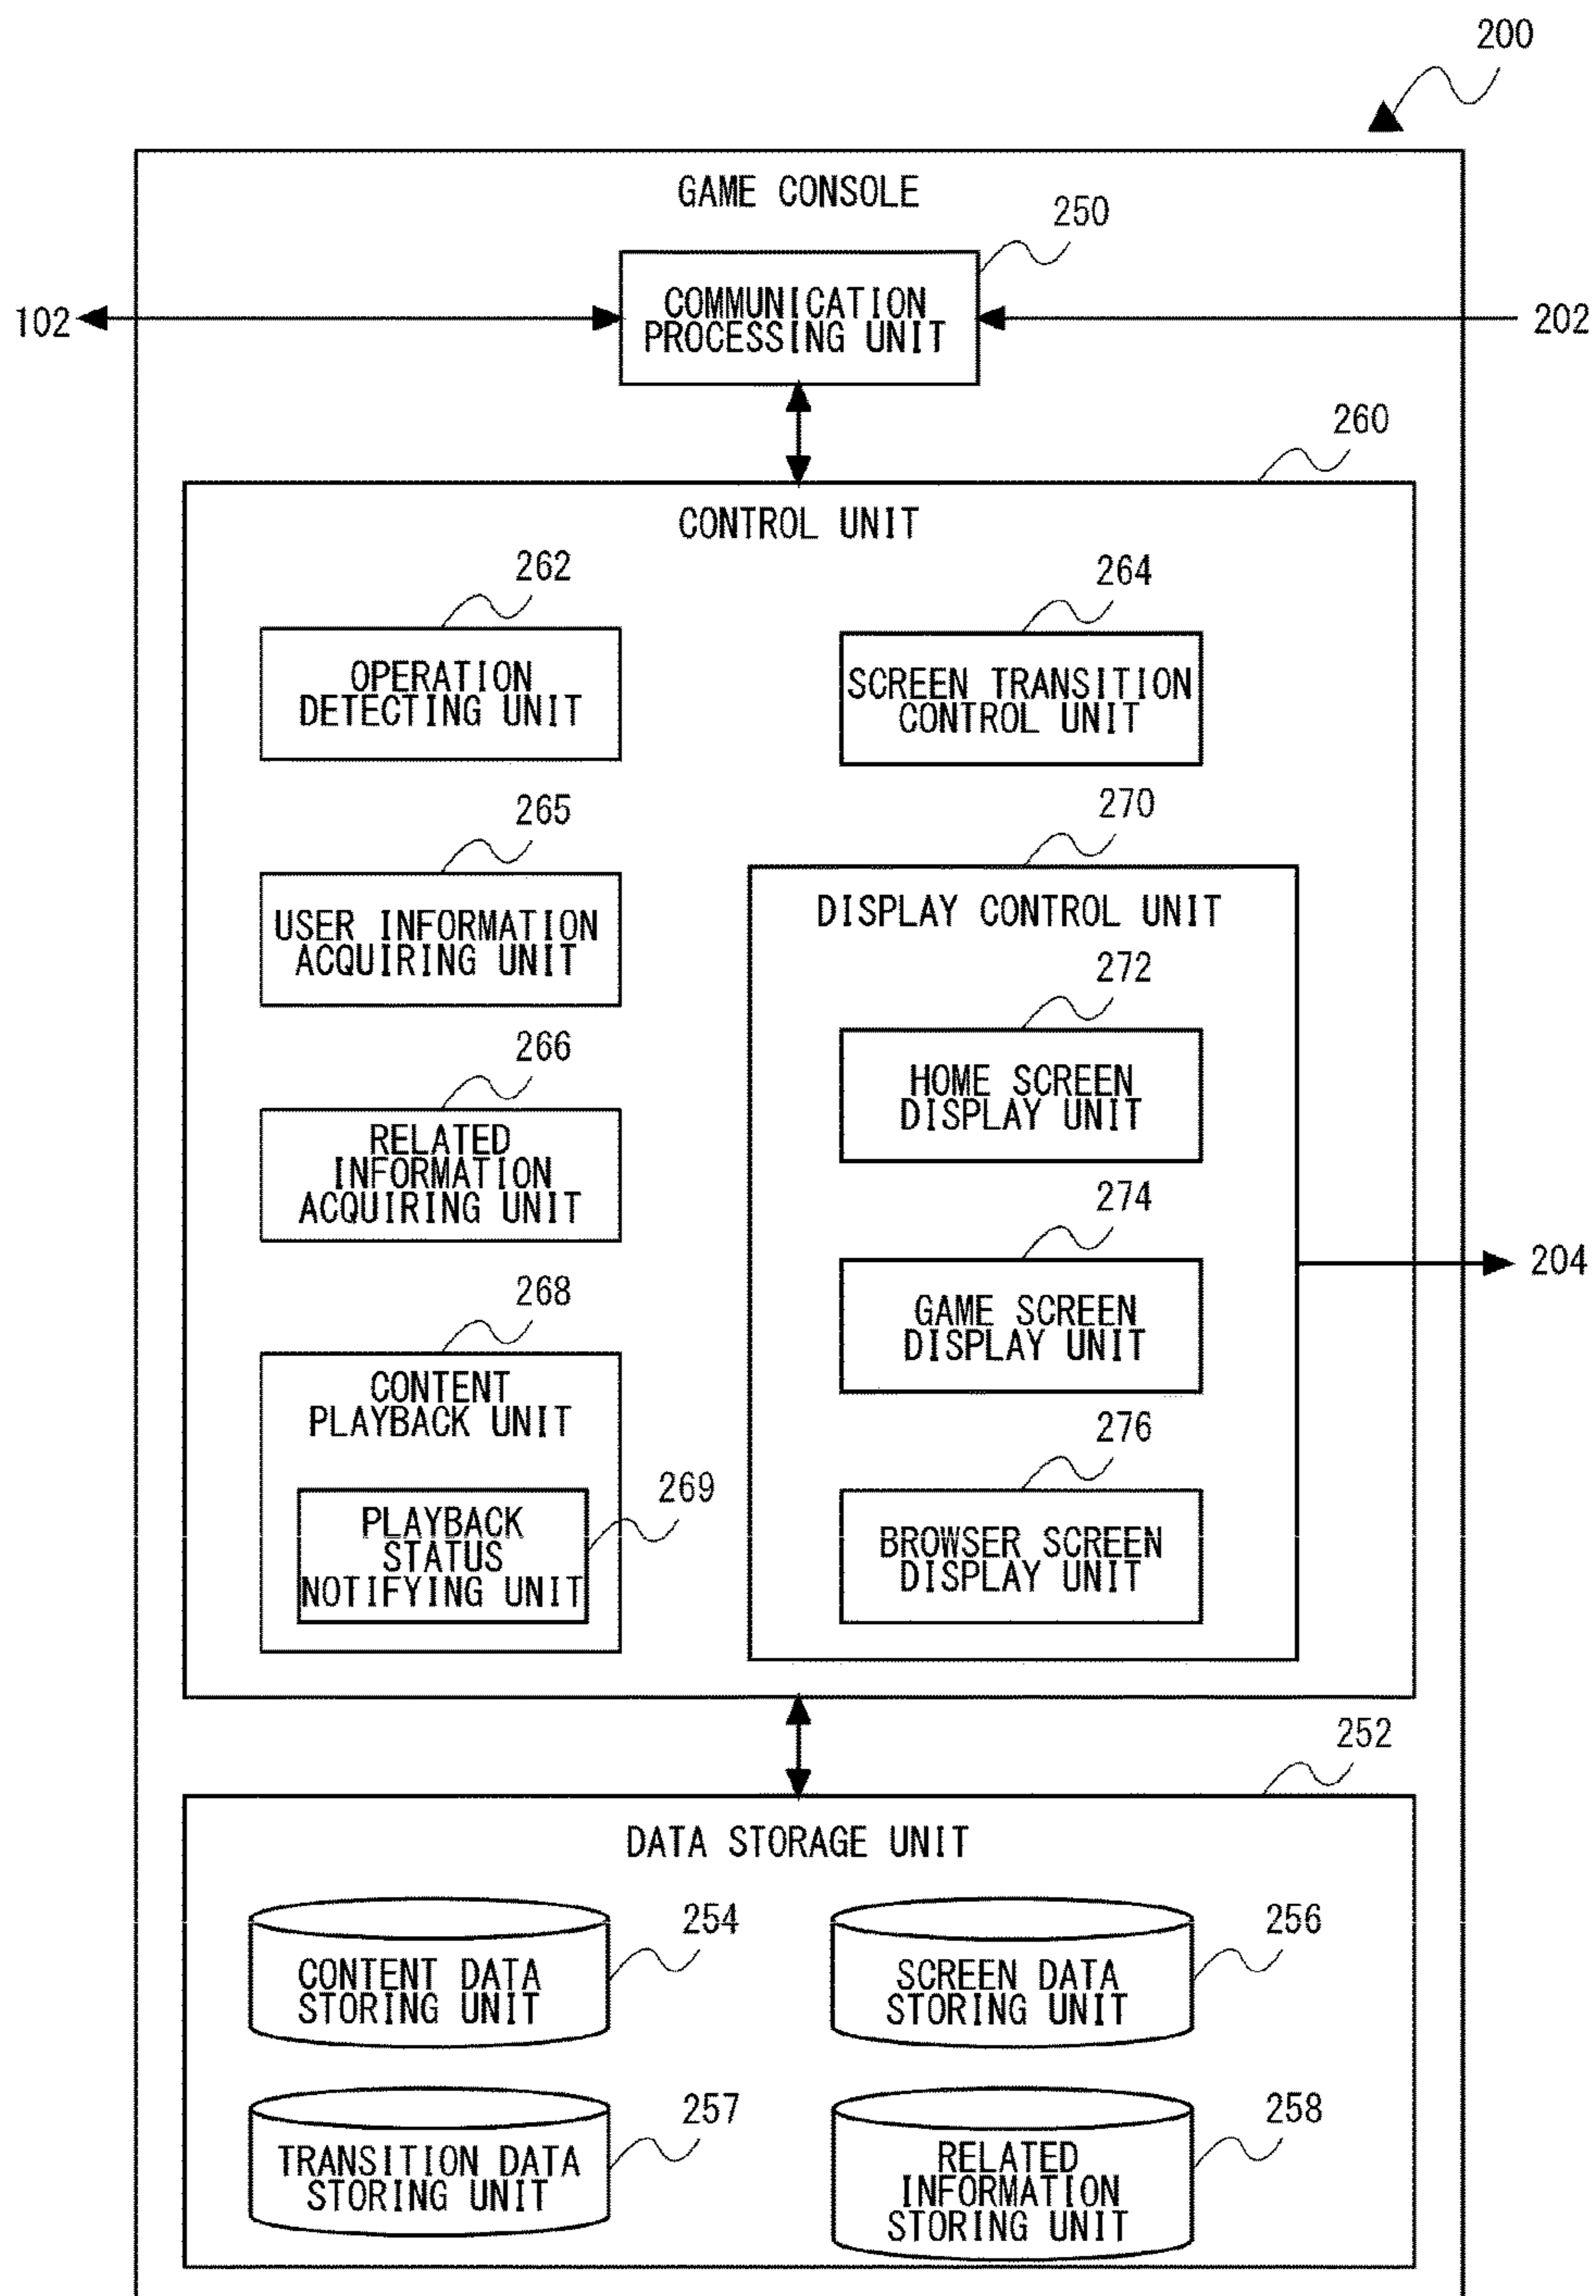 200
GAME CONSOLE
250
COMMUNICATION
PROCESSING UNIT
102
202
260
CONTROL UNIT
262
OPERATION
DETECTING UNIT
264
SCREEN TRANSITION
CONTROL UNIT
265
USER INFORMATION
ACQUIRING UNIT
270
DISPLAY CONTROL UNIT
272
HOME SCREEN
DISPLAY UNIT
266
RELATED
INFORMATION
ACQUIRING UNIT
274
GAME SCREEN
DISPLAY UNIT
204
268
CONTENT
PLAYBACK UNIT
269
PLAYBACK
STATUS
NOTIFYING UNIT
276
BROWSER SCREEN
DISPLAY UNIT
252
DATA STORAGE UNIT
254
CONTENT DATA
STORING UNIT
256
SCREEN DATA
STORING UNIT
257
TRANSITION DATA
STORING UNIT
258
RELATED
INFORMATION
STORING UNIT